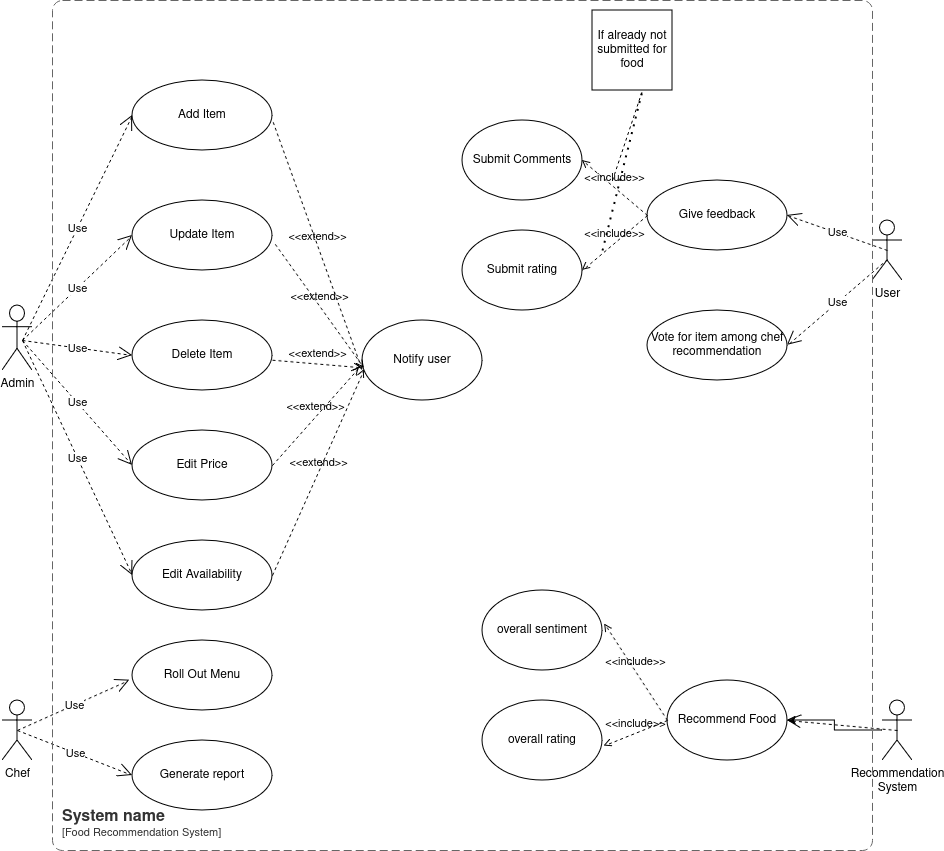 If already not
submitted for
food
Add Item
Submit Comments
<<include>>
Give feedback
Use
Use
Update Item
<<extend>>
<<include>>
Use
Submit rating
User
Use
<<extend>>
Use
Vote for item among chef
recommendation
Use
Delete Item
<<extend>>
Notify user
Admin
Use
<<extend>>
Use
Edit Price
<<extend>>
Edit Availability
overall sentiment
<<include>>
Roll Out Menu
Use
<<include>>
Recommend Food
overall rating
Use
Chef
Generate report
Recommendation
System
System name
[Food Recommendation System]